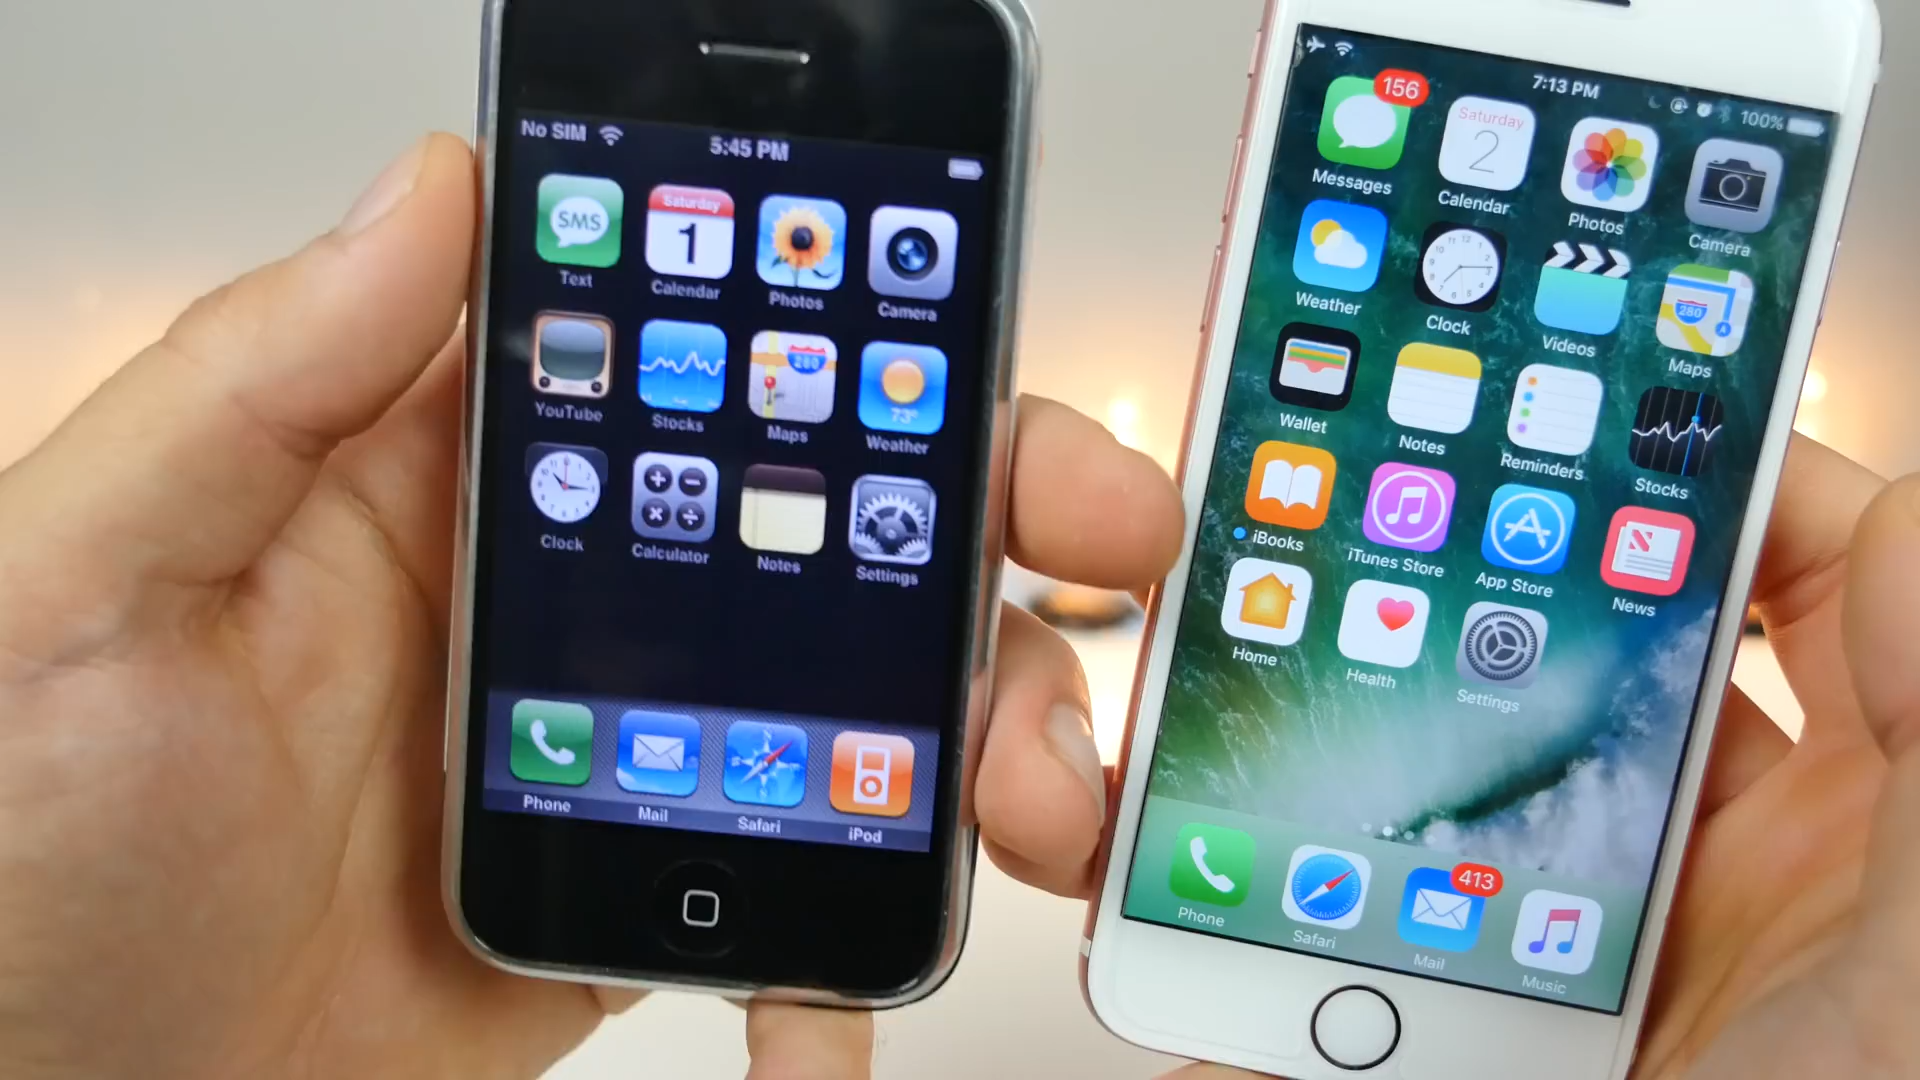 No SIM 5:45 PM
SMS Saturday 1
Text Calendar Photos Camera
280 73°
YouTube Stocks Maps Weather
Clock Calculator Notes Settings
Phone Mail Safari iPod
7:13 PM 100%
156 Saturday 2
Messages Calendar Photos Camera
280
Weather Clock Videos Maps
Wallet Notes Reminders Stocks
iBooks iTunes Store App Store News
Home Health Settings
413
Phone Safari Mail Music